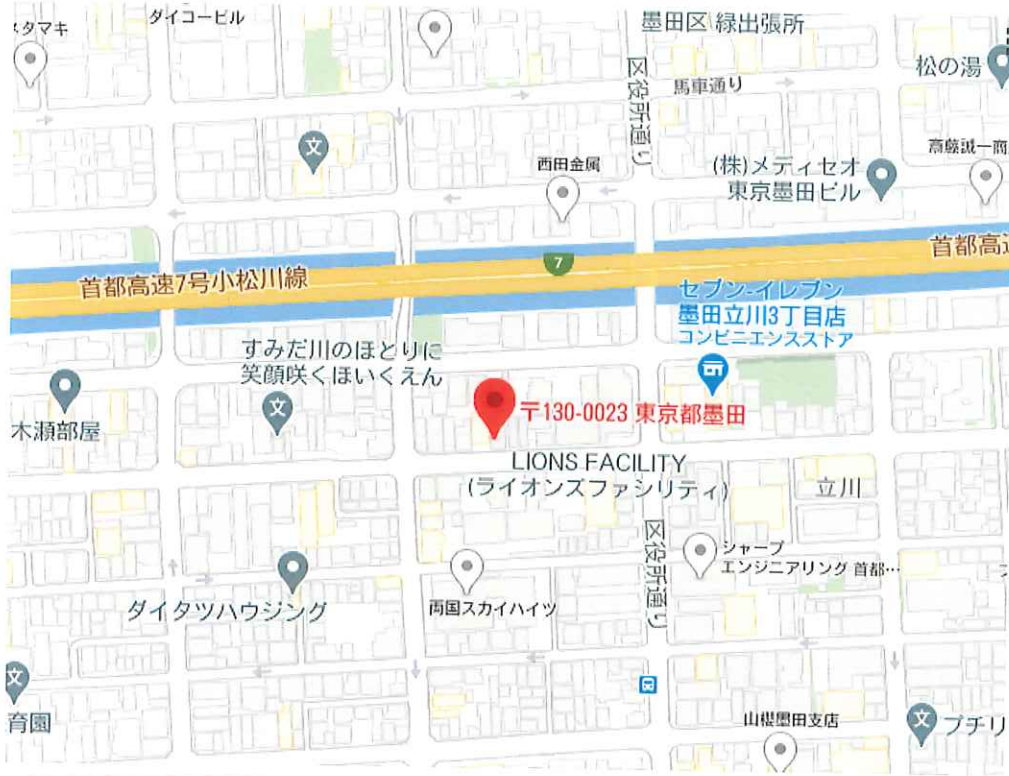 スタマキ
ダイコービル
墨田区 緑出張所
松の湯
区役所通り
馬車通り
西田金属
(株)メディセオ
東京墨田ビル
斎藤誠一商
文
首都高速7号小松川線
7
首都高速
セブン-イレブン
墨田立川3丁目店
コンビニエンスストア
すみだ川のほとりに
笑顔咲くほいくえん
文
木瀬部屋
〒130-0023 東京都墨田
LIONS FACILITY
(ライオンズファシリティ)
立川
区役所通り
シャープ
エンジニアリング 首都…
ダイタツハウジング
両国スカイハイツ
文
育園
山櫻墨田支店
文
プチリ